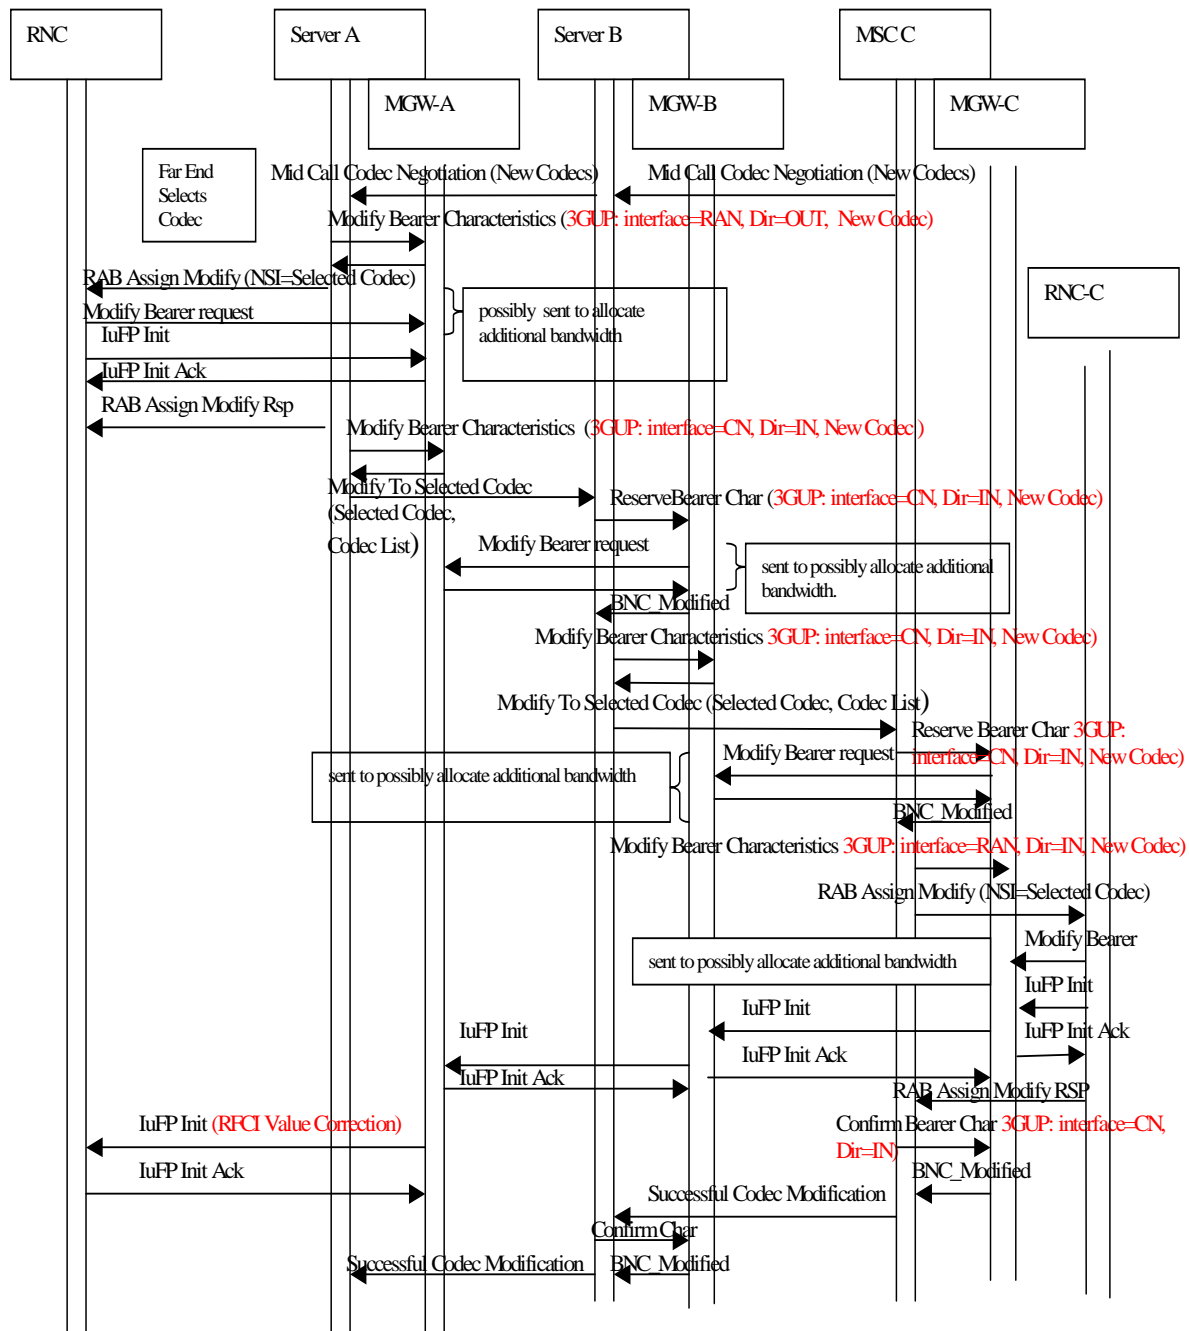 RNC
Server A
Server B
MSC C
MGW-A
MGW-B
MGW-C
Far End
Selects
Codec
Mid Call Codec Negotiation (New Codecs)
Mid Call Codec Negotiation (New Codecs)
Modify Bearer Characteristics (3GUP: interface=RAN, Dir=OUT, New Codec)
RAB Assign Modify (NSI=Selected Codec)
RNC-C
Modify Bearer request
possibly sent to allocate
additional bandwidth
IuFP Init
IuFP Init Ack
RAB Assign Modify Rsp
Modify Bearer Characteristics (3GUP: interface=CN, Dir=IN, New Codec )
Modify To Selected Codec
(Selected Codec,
Codec List)
ReserveBearer Char (3GUP: interface=CN, Dir=IN, New Codec)
Modify Bearer request
sent to possibly allocate additional
bandwidth.
BNC_Modified
Modify Bearer Characteristics 3GUP: interface=CN, Dir=IN, New Codec)
Modify To Selected Codec (Selected Codec, Codec List)
Reserve Bearer Char 3GUP:
interface=CN, Dir=IN, New Codec)
Modify Bearer request
sent to possibly allocate additional bandwidth
BNC_Modified
Modify Bearer Characteristics 3GUP: interface=RAN, Dir=IN, New Codec)
RAB Assign Modify (NSI=Selected Codec)
Modify Bearer
sent to possibly allocate additional bandwidth
IuFP Init
IuFP Init
IuFP Init
IuFP Init Ack
IuFP Init Ack
IuFP Init Ack
RAB Assign Modify RSP
IuFP Init (RFCI Value Correction)
Confirm Bearer Char 3GUP: interface=CN,
Dir=IN)
IuFP Init Ack
BNC_Modified
Successful Codec Modification
Confirm Char
Successful Codec Modification
BNC_Modified